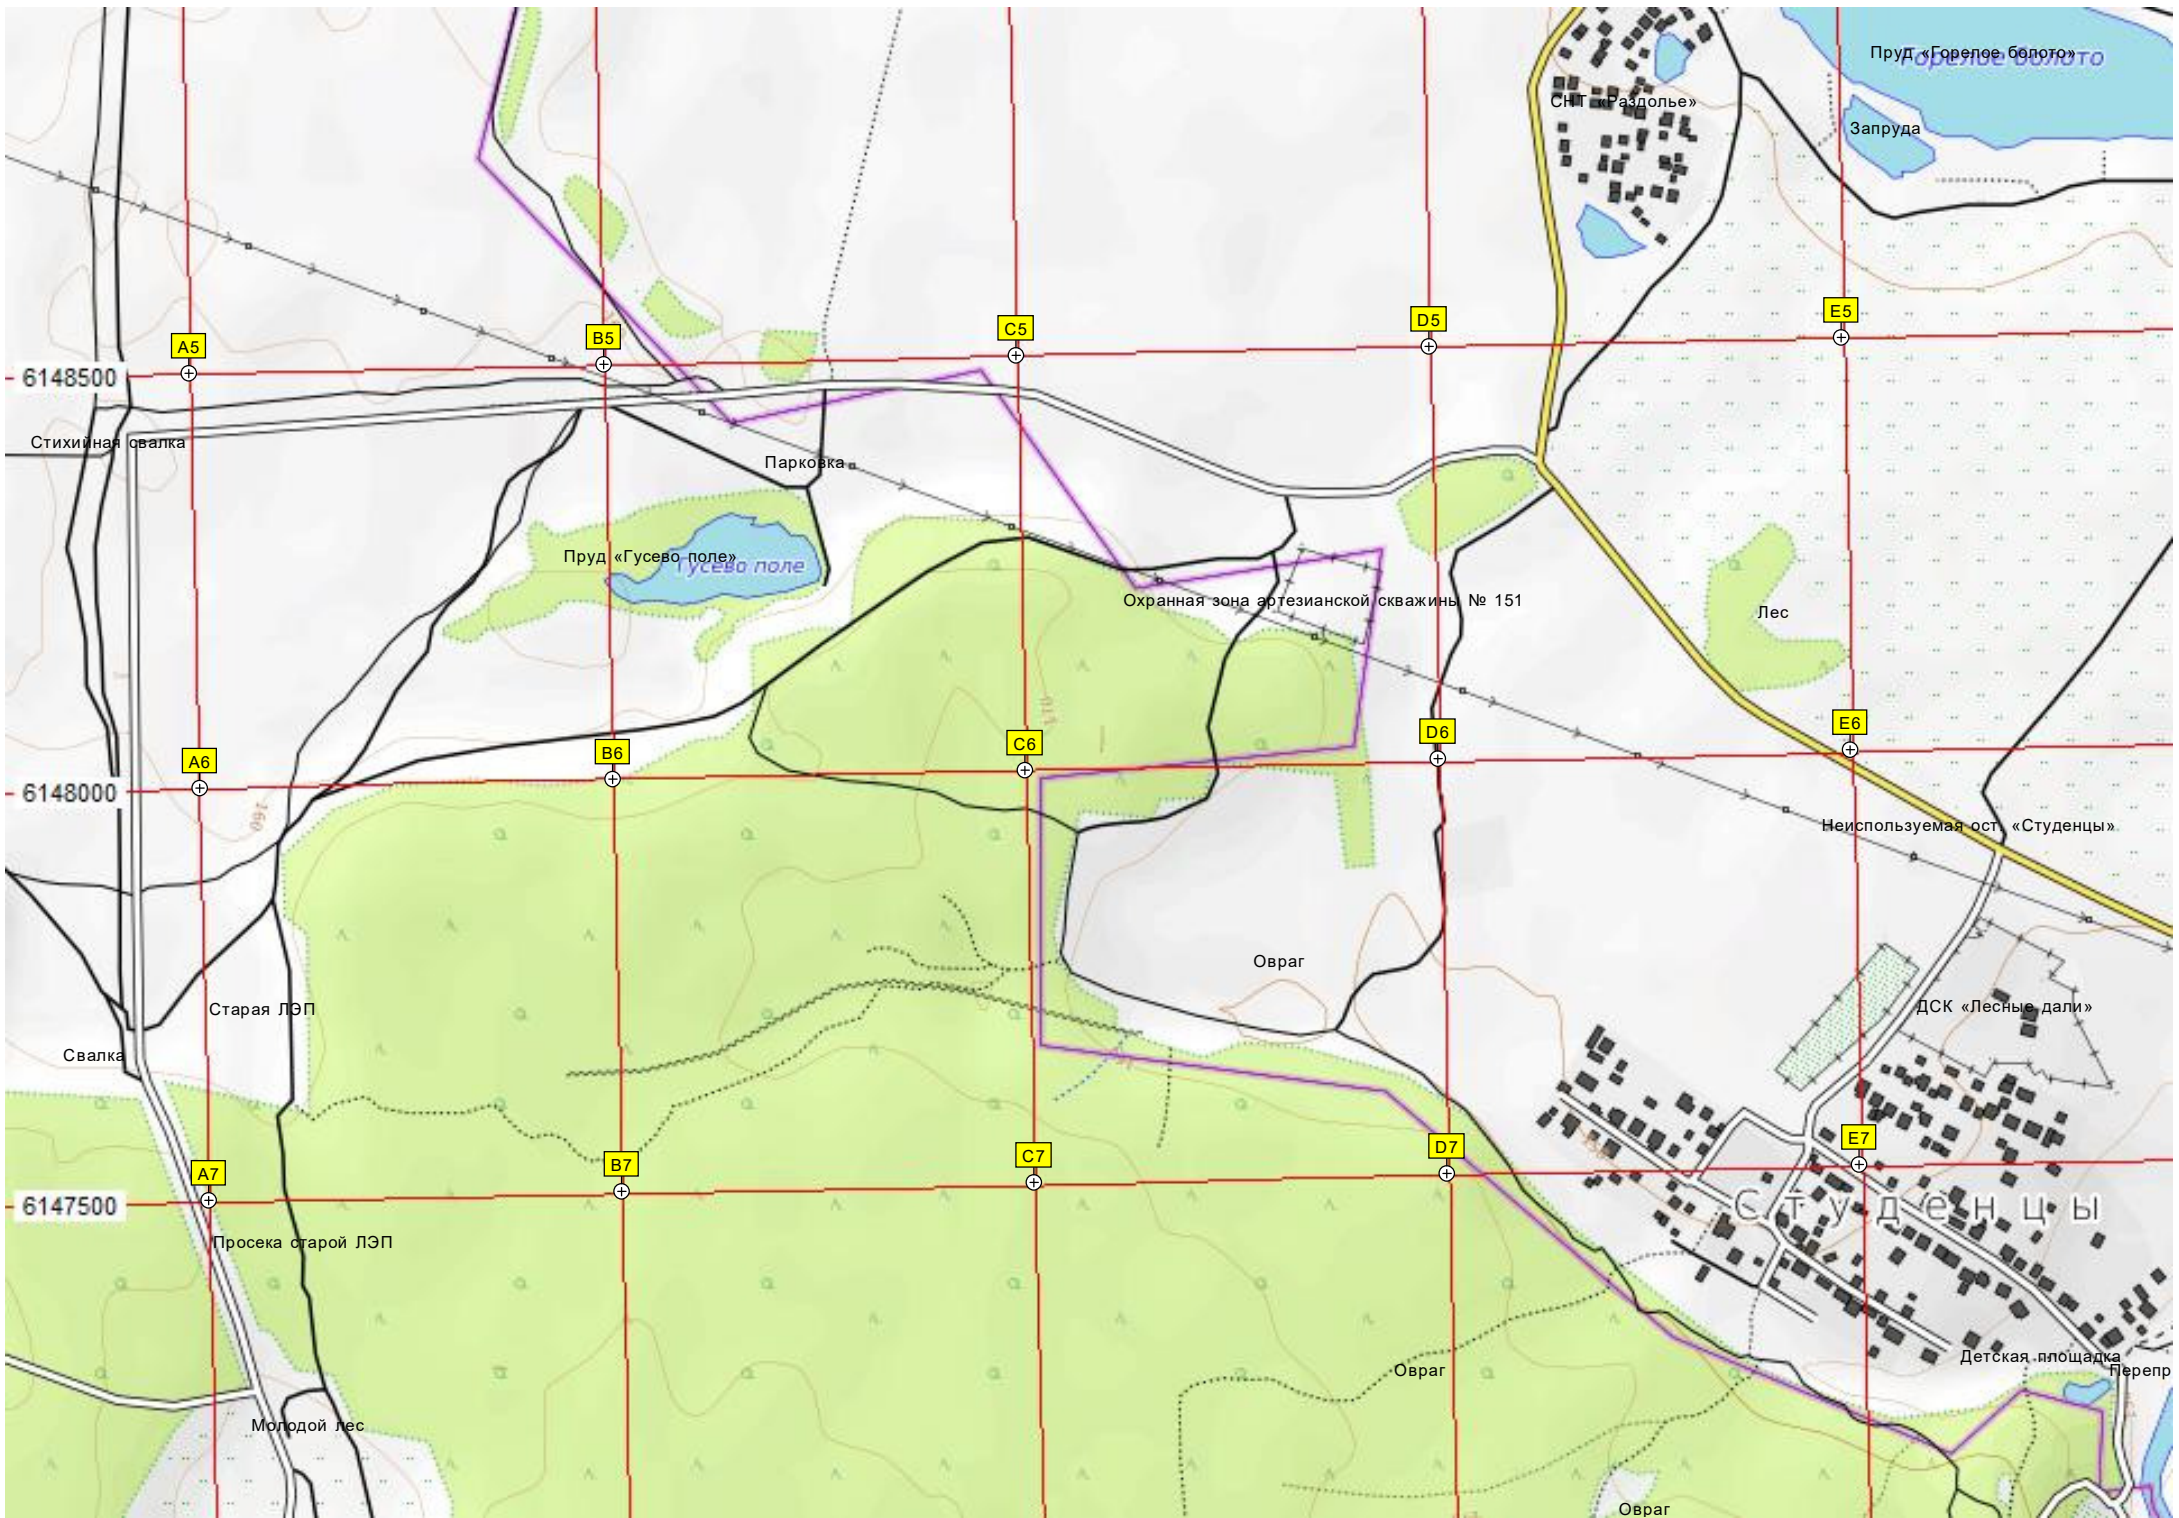 Пруд «Горелое болото»
Горелое болото
СНТ «Раздолье»
Запруда
A5
B5
C5
D5
E5
6148500
Стихийная свалка
Парковка
Пруд «Гусево поле»
Гусево поле
Охранная зона артезианской скважины № 151
Лес
170
A6
B6
C6
D6
E6
6148000
160
Неиспользуемая ост. «Студенцы»
Овраг
Старая ЛЭП
ДСК «Лесные дали»
Свалка
A7
B7
C7
D7
E7
6147500
Студенцы
Просека старой ЛЭП
Детская площадка
Перепр
Овраг
Молодой лес
Овраг